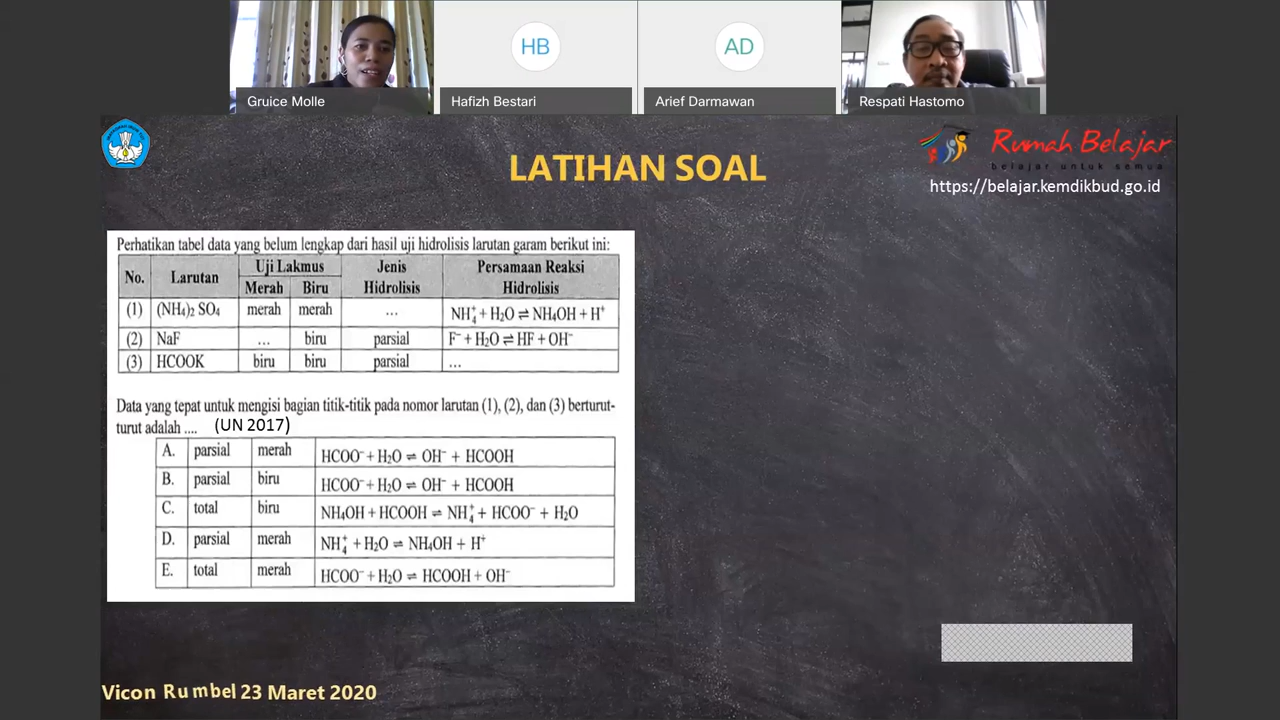 HB
AD
Gruice Molle
Hafizh Bestari
Arief Darmawan
Respati Hastomo
LATIHAN SOAL
Rumah Belajar
belajar untuk semua
https://belajar.kemdikbud.go.id
Perhatikan tabel data yang belum lengkap dari hasil uji hidrolisis larutan garam berikut ini:
No. Larutan Uji Lakmus Jenis Hidrolisis Persamaan Reaksi Hidrolisis
Merah Biru
(1) (NH₄)₂ SO₄ merah merah ... NH₄⁺ + H₂O ⇌ NH₄OH + H⁺
(2) NaF ... biru parsial F⁻ + H₂O ⇌ HF + OH⁻
(3) HCOOK biru biru parsial ...
Data yang tepat untuk mengisi bagian titik-titik pada nomor larutan (1), (2), dan (3) berturut-
turut adalah .... (UN 2017)
A. parsial merah HCOO⁻ + H₂O ⇌ OH⁻ + HCOOH
B. parsial biru HCOO⁻ + H₂O ⇌ OH⁻ + HCOOH
C. total biru NH₄OH + HCOOH ⇌ NH₄⁺ + HCOO⁻ + H₂O
D. parsial merah NH₄⁺ + H₂O ⇌ NH₄OH + H⁺
E. total merah HCOO⁻ + H₂O ⇌ HCOOH + OH⁻
Vicon Rumbel 23 Maret 2020